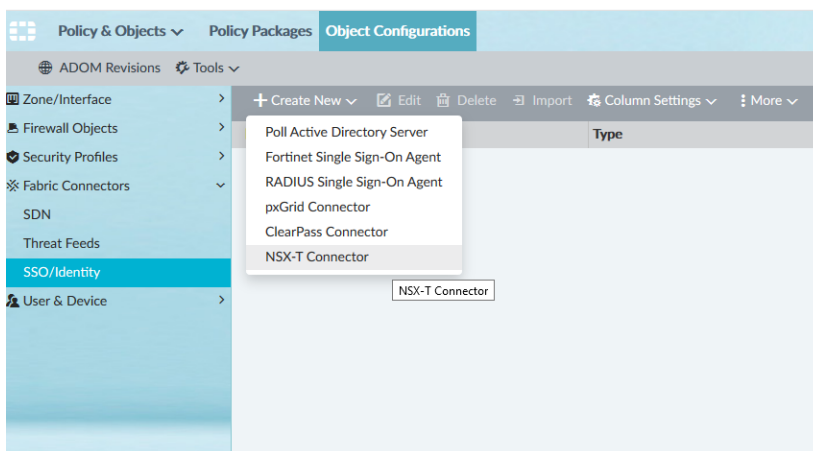 Policy & Objects Policy Packages Object Configurations
ADOM Revisions Tools
Zone/Interface
Firewall Objects
Security Profiles
Fabric Connectors
SDN
Threat Feeds
SSO/Identity
User & Device
Create New Edit Delete Import Column Settings More
Type
Poll Active Directory Server
Fortinet Single Sign-On Agent
RADIUS Single Sign-On Agent
pxGrid Connector
ClearPass Connector
NSX-T Connector
NSX-T Connector